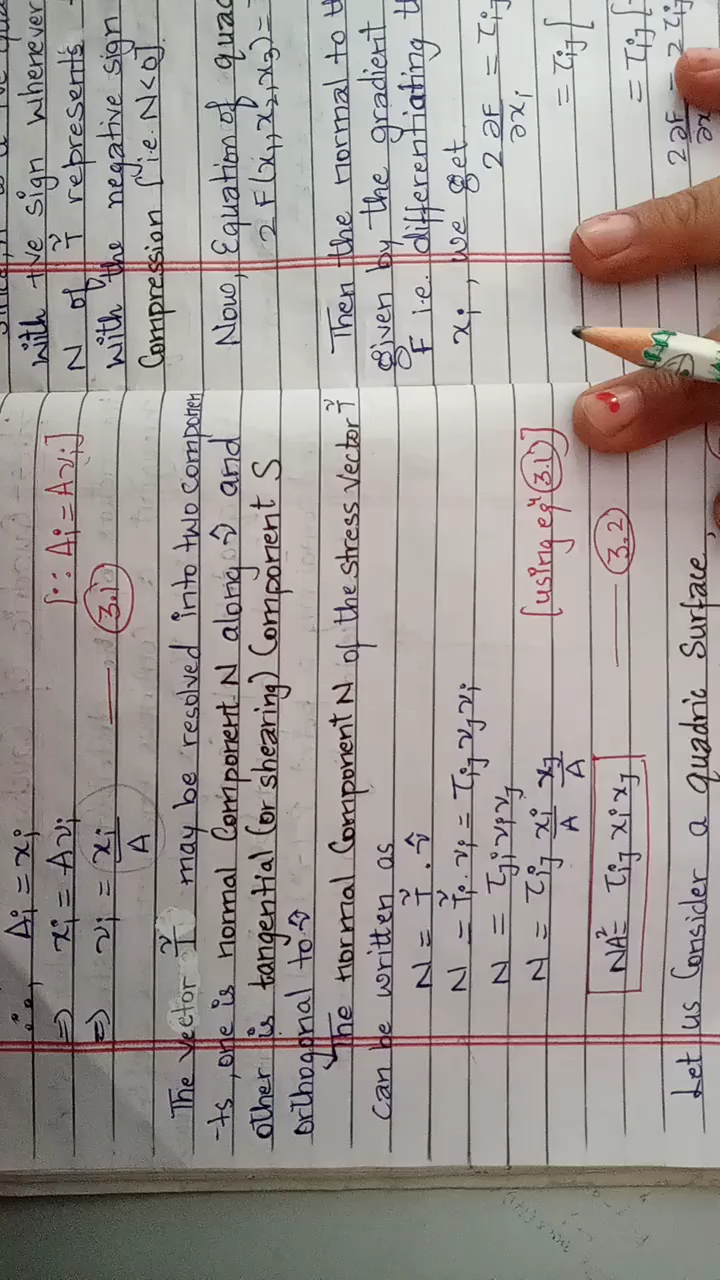 ∴ Ai = xi
⇒ xi = Aνi [∵ Ai = Aνi]
⇒ νi = xi/A —— (3.1)
The vector T^ν may be resolved into two componen
-ts, one is normal component N along ν̂ and
other is tangential (or shearing) component S
orthogonal to ν̂
The normal component N of the stress vector T^ν
can be written as
N = T^ν . ν̂
N = T^νi . νi = τij νj νi
N = τji νi νj
N = τij xi/A xj/A [using eqn (3.1)]
NA² = τij xi xj —— (3.2)
Let us consider a quadric surface,
with +ve sign wherever
N of T^ν represents
with the negative sign
compression [i.e. N<0].
Now, Equation of quad
2F(x1, x2, x3) =
Then the normal to t
given by the gradient
F i.e. differentiating
xi, we get
2∂F/∂xi = τij
= τij [
= τij [
2∂F = 2τij